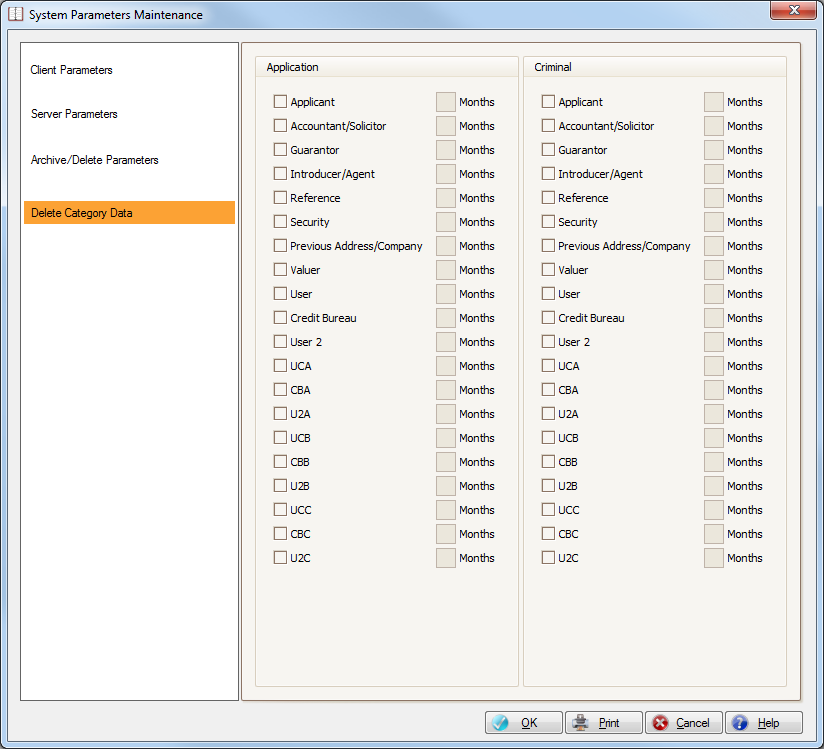 System Parameters Maintenance
Client Parameters
Server Parameters
Archive/Delete Parameters
Delete Category Data
Application
Applicant Months
Accountant/Solicitor Months
Guarantor Months
Introducer/Agent Months
Reference Months
Security Months
Previous Address/Company Months
Valuer Months
User Months
Credit Bureau Months
User 2 Months
UCA Months
CBA Months
U2A Months
UCB Months
CBB Months
U2B Months
UCC Months
CBC Months
U2C Months
Criminal
Applicant Months
Accountant/Solicitor Months
Guarantor Months
Introducer/Agent Months
Reference Months
Security Months
Previous Address/Company Months
Valuer Months
User Months
Credit Bureau Months
User 2 Months
UCA Months
CBA Months
U2A Months
UCB Months
CBB Months
U2B Months
UCC Months
CBC Months
U2C Months
OK Print Cancel Help